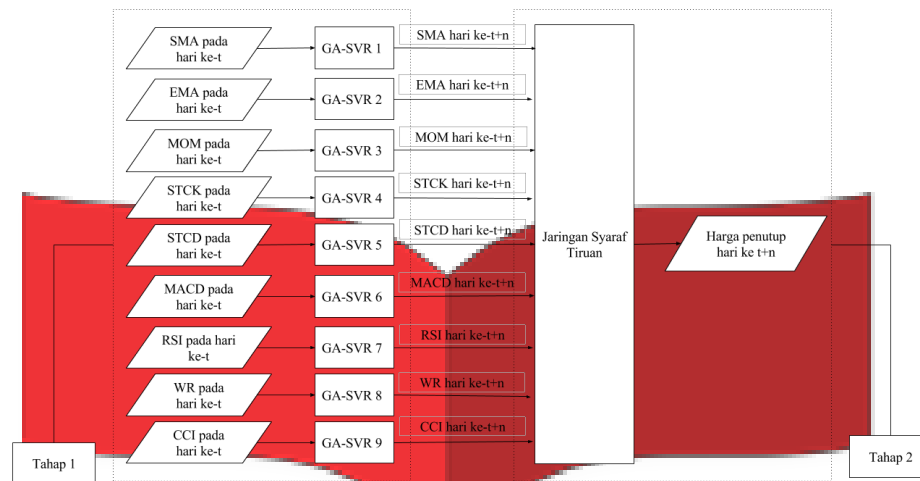 SMA pada
hari ke-t
GA-SVR 1
SMA hari ke-t+n
EMA pada
hari ke-t
GA-SVR 2
EMA hari ke-t+n
MOM pada
hari ke-t
GA-SVR 3
MOM hari ke-t+n
STCK pada
hari ke-t
GA-SVR 4
STCK hari ke-t+n
STCD pada
hari ke-t
GA-SVR 5
STCD hari ke-t+n
MACD pada
hari ke-t
GA-SVR 6
MACD hari ke-t+n
RSI pada hari
ke-t
GA-SVR 7
RSI hari ke-t+n
WR pada
hari ke-t
GA-SVR 8
WR hari ke-t+n
CCI pada
hari ke-t
GA-SVR 9
CCI hari ke-t+n
Jaringan Syaraf
Tiruan
Harga penutup
hari ke t+n
Tahap 1
Tahap 2